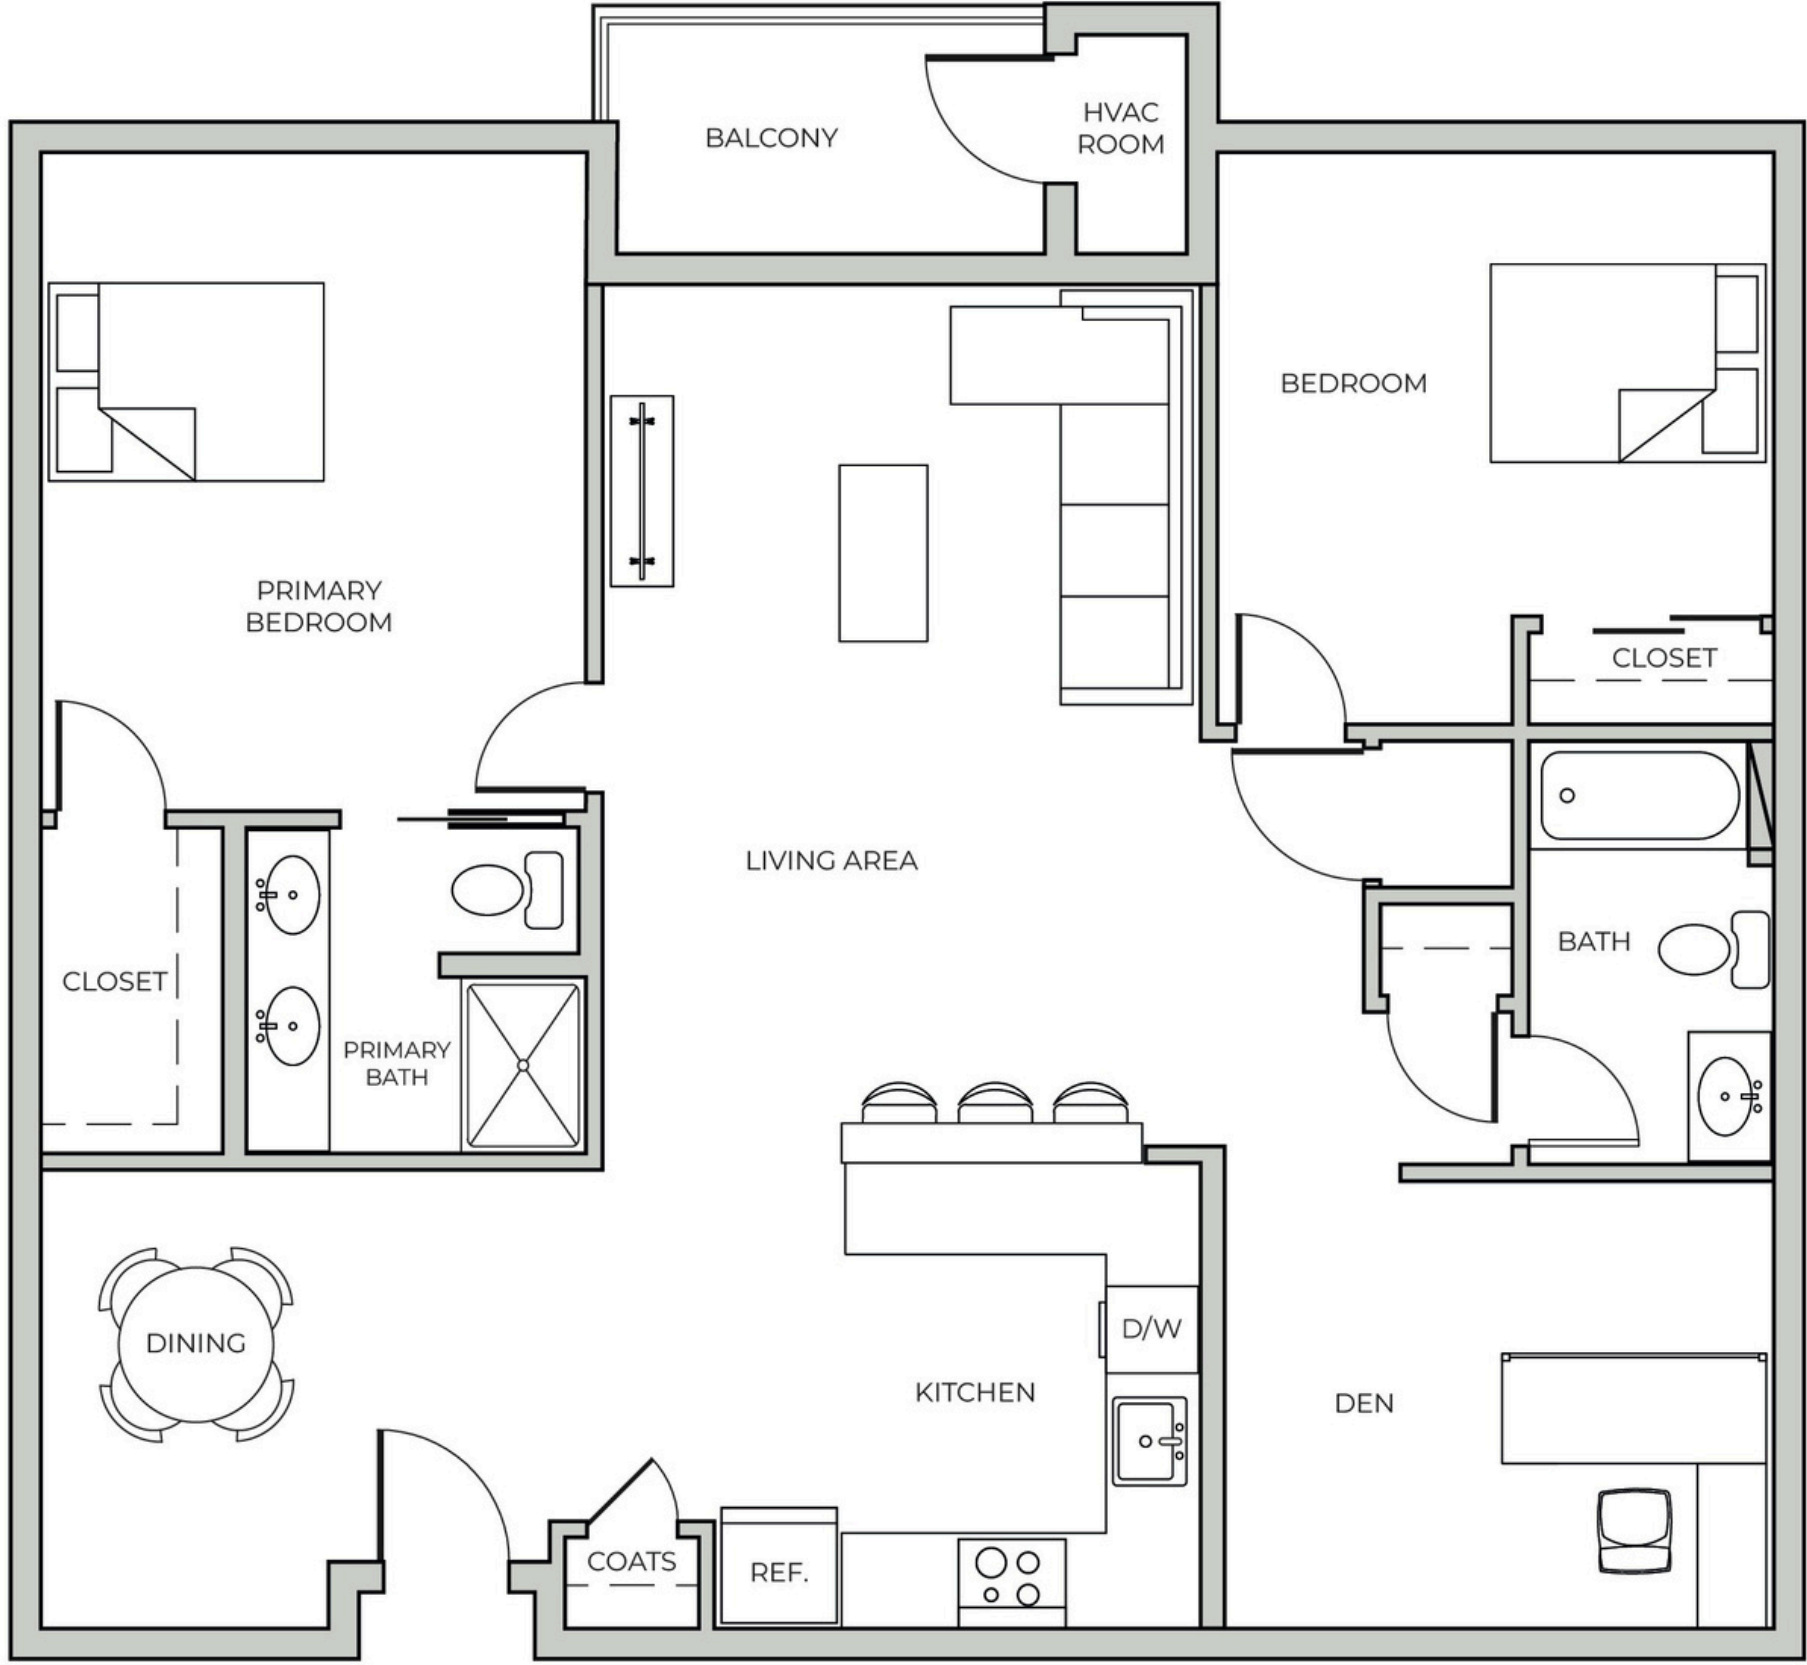 BALCONY
HVAC
ROOM
BEDROOM
PRIMARY
BEDROOM
CLOSET
LIVING AREA
BATH
CLOSET
PRIMARY
BATH
DINING
D/W
KITCHEN
DEN
COATS
REF.